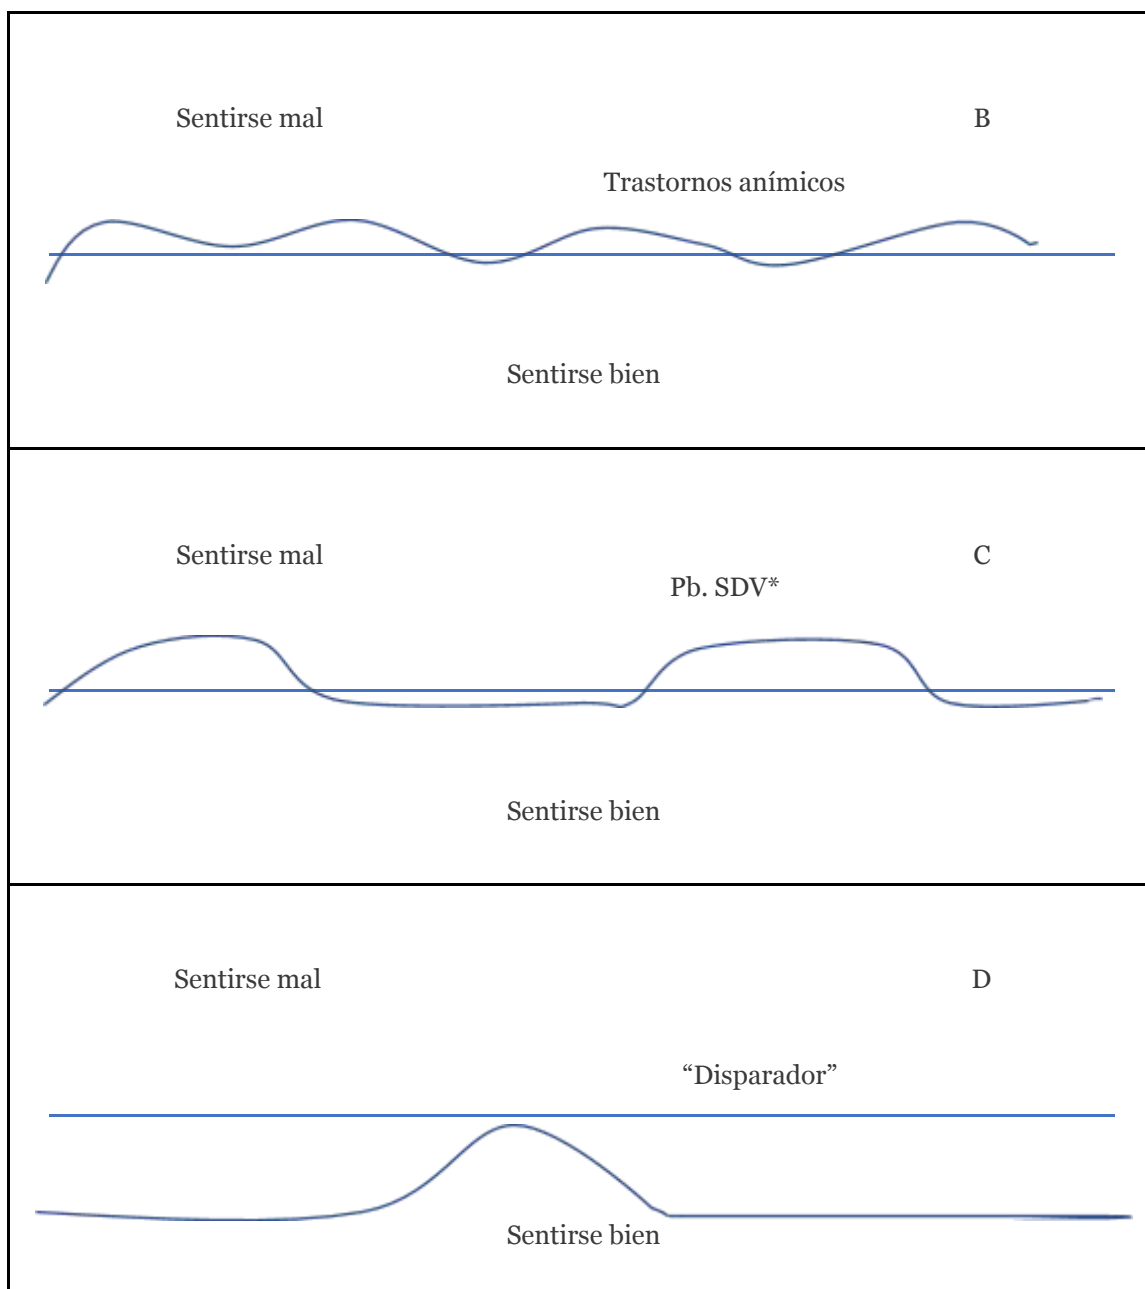 Sentirse mal B
Trastornos anímicos
Sentirse bien
Sentirse mal C
Pb. SDV*
Sentirse bien
Sentirse mal D
“Disparador”
Sentirse bien